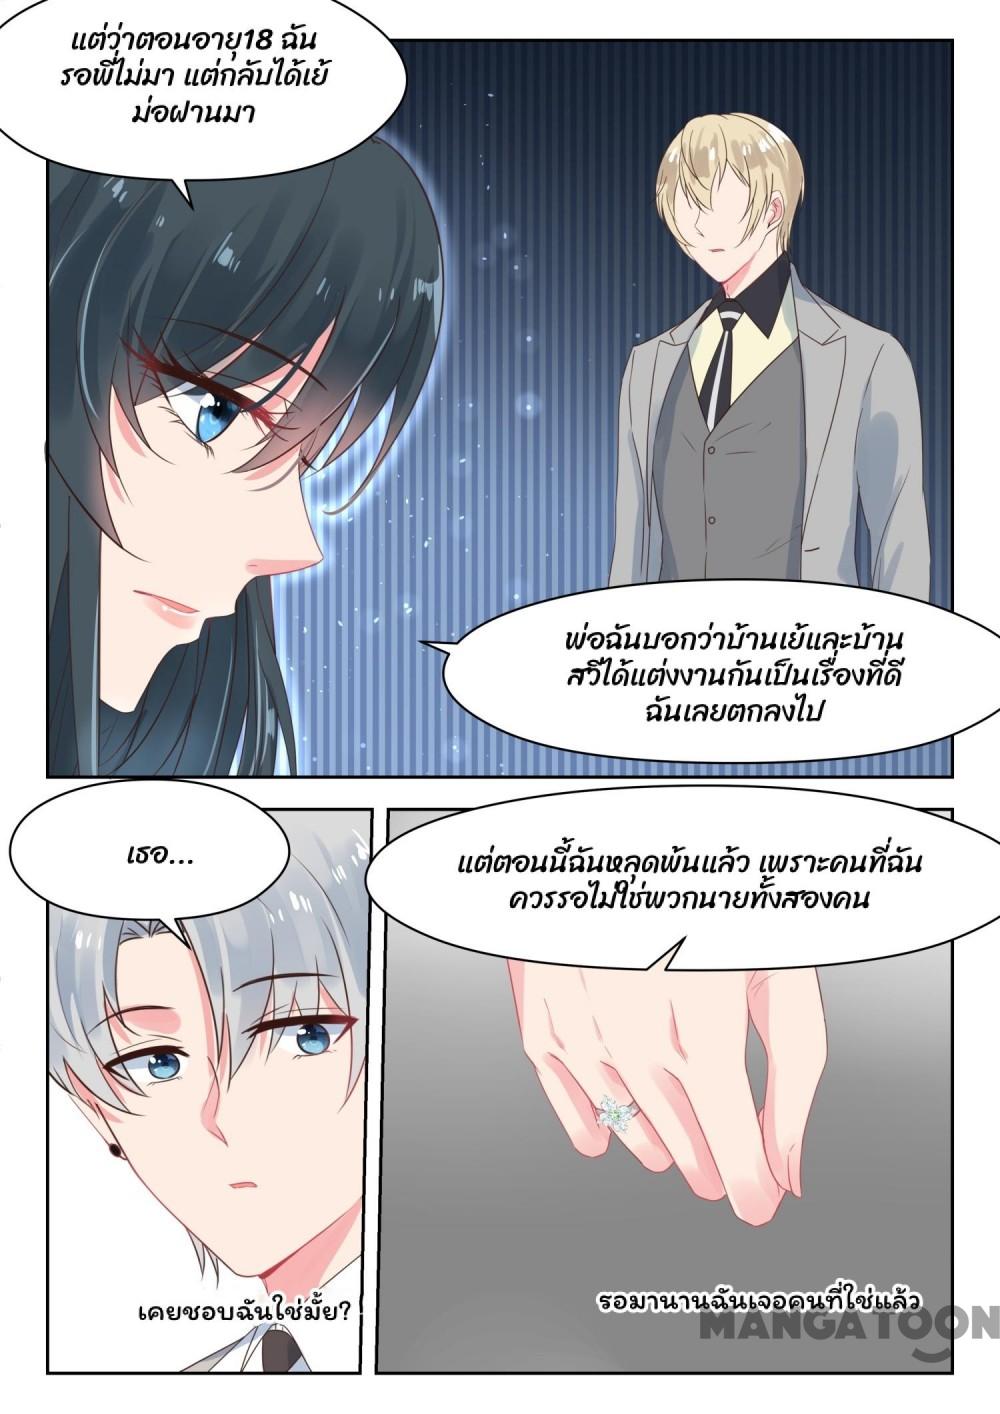 แต่ว่าตอนอายุ18 ฉัน
รอพี่ไม่มา แต่กลับได้เย้
ม่อฝานมา
พ่อฉันบอกว่าบ้านเย้และบ้าน
สวีได้แต่งงานกันเป็นเรื่องที่ดี
ฉันเลยตกลงไป
เธอ...
แต่ตอนนี้ฉันหลุดพ้นแล้ว เพราะคนที่ฉัน
ควรรอไม่ใช่พวกนายทั้งสองคน
เคยชอบฉันใช่มั้ย?
รอมานานฉันเจอคนที่ใช่แล้ว
MANGATOON